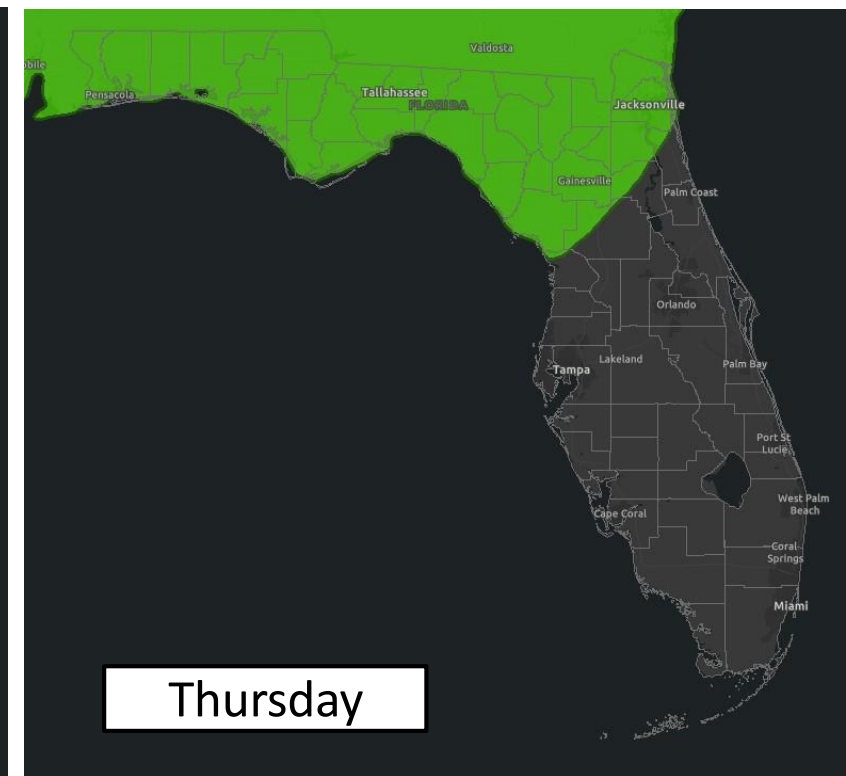 Valdosta
obile
Pensacola
Tallahassee
FLORIDA
Jacksonville
Gainesville
Palm Coast
Orlando
Lakeland
Tampa
Palm Bay
Port St
Lucie
West Palm
Beach
Cape Coral
Coral
Springs
Miami
Thursday